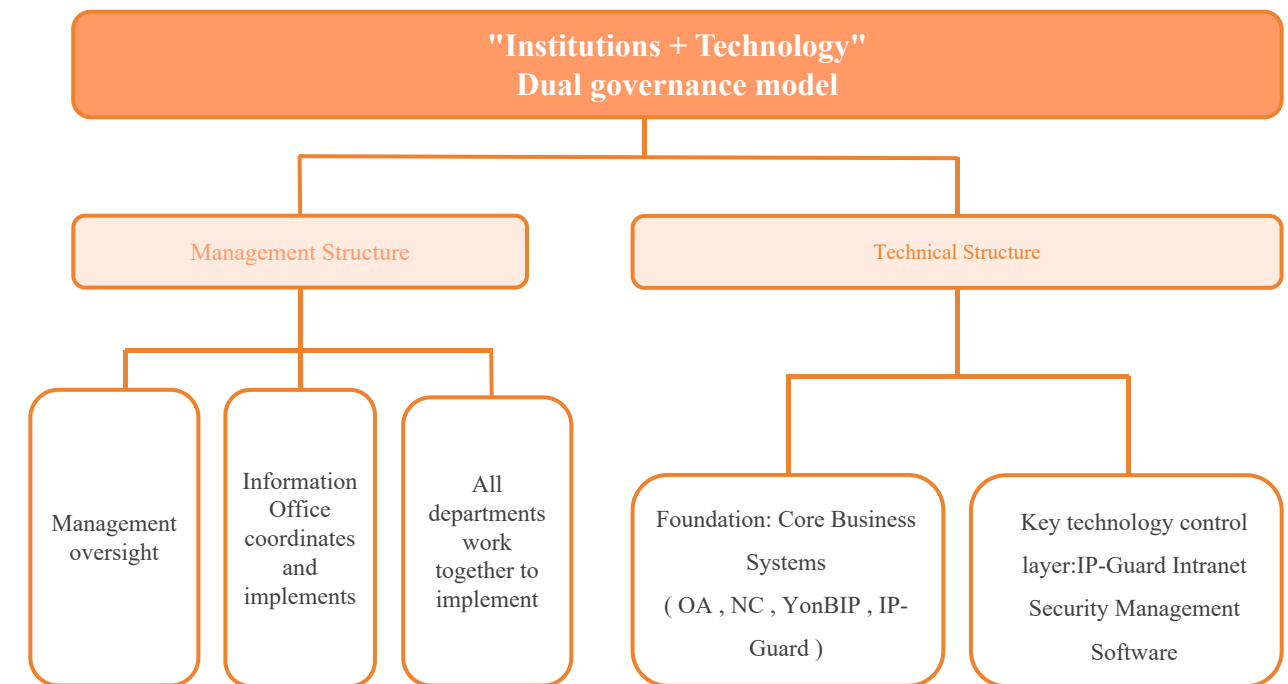 "Institutions + Technology"
Dual governance model
Management Structure
Technical Structure
Management
oversight
Information
Office
coordinates
and
implements
All
departments
work
together to
implement
Foundation: Core Business
Systems
( OA , NC , YonBIP , IP-
Guard )
Key technology control
layer:IP-Guard Intranet
Security Management
Software